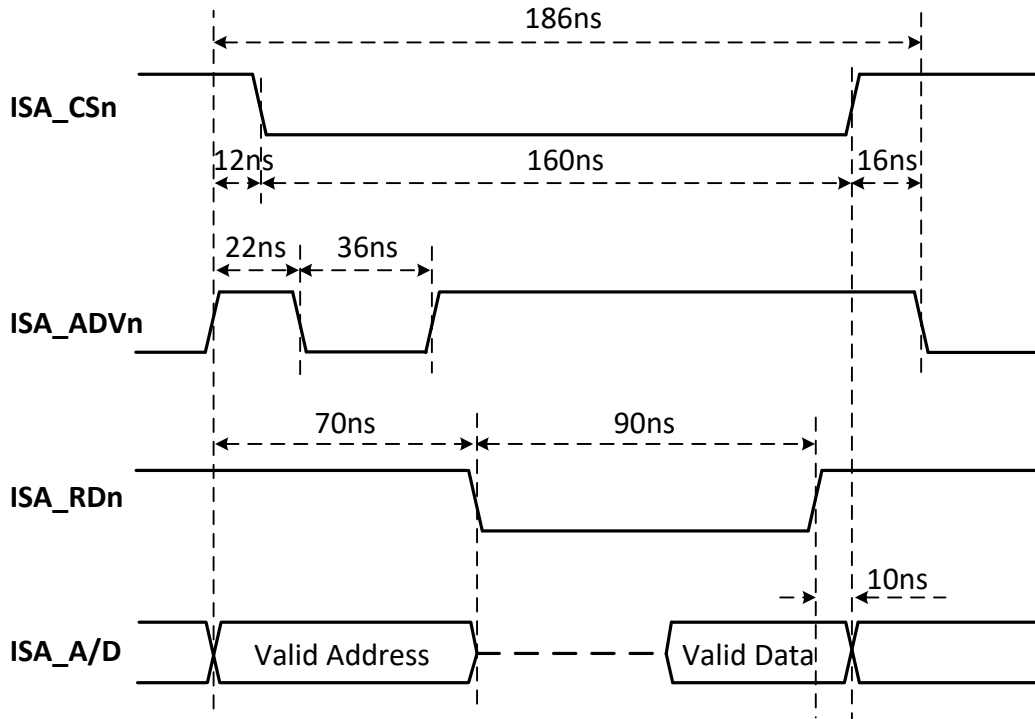 186ns
ISA_CSn
12ns 160ns 16ns
22ns 36ns
ISA_ADVn
70ns 90ns
ISA_RDn
10ns
ISA_A/D Valid Address Valid Data